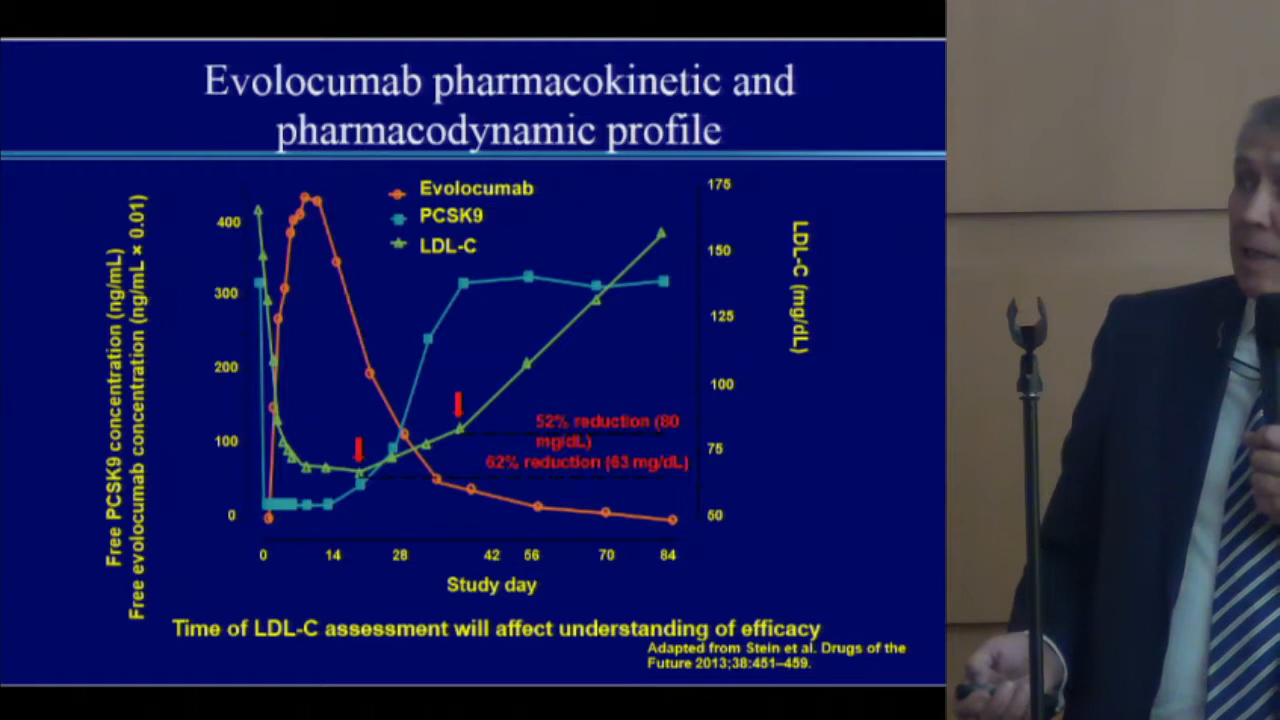 Evolocumab pharmacokinetic and
pharmacodynamic profile
Evolocumab
PCSK9
LDL-C
Free PCSK9 concentration (ng/mL)
Free evolocumab concentration (ng/mL × 0.01)
400
300
200
100
0
175
150
125
100
75
50
LDL-C (mg/dL)
52% reduction (80
mg/dL)
62% reduction (63 mg/dL)
0 14 28 42 56 70 84
Study day
Time of LDL-C assessment will affect understanding of efficacy
Adapted from Stein et al. Drugs of the
Future 2013;38:451–459.